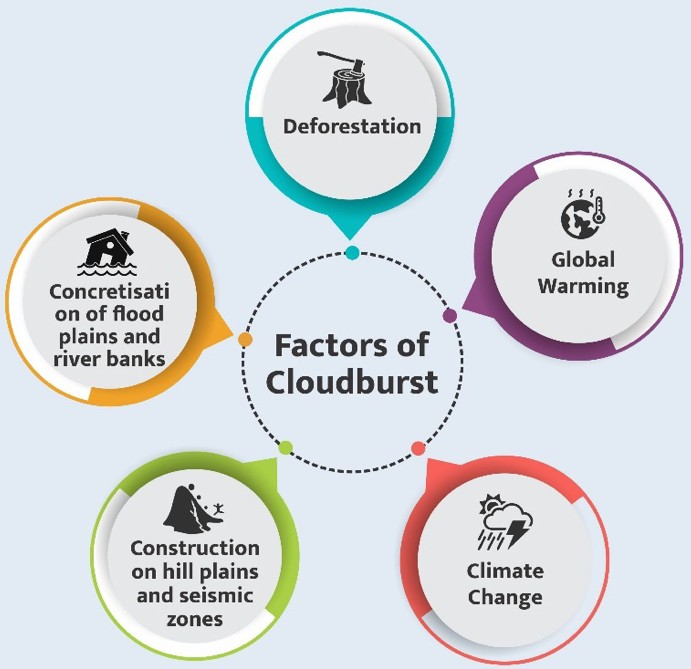 Deforestation
Global
Warming
Concretisati
on of flood
plains and
river banks
Factors of
Cloudburst
Construction
on hill plains
and seismic
zones
Climate
Change